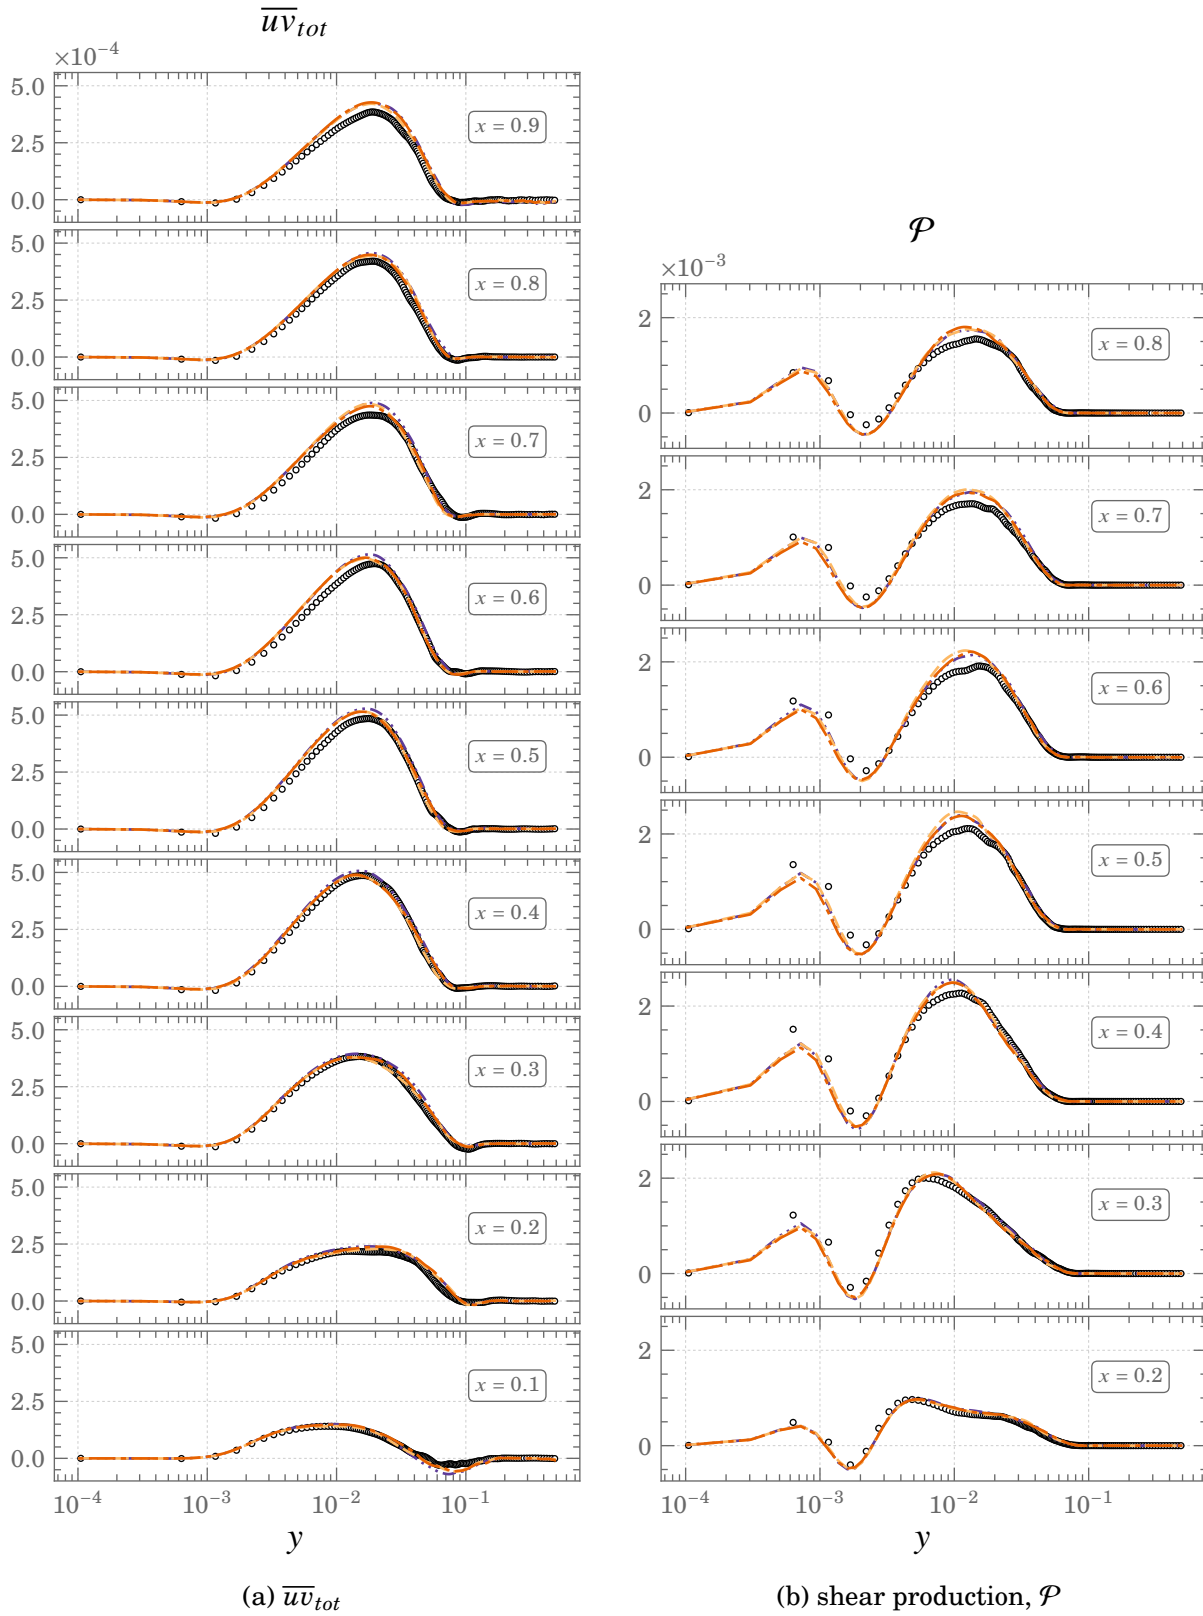 $\overline{uv}_{tot}$
×10⁻⁴
5.0
2.5
0.0
x = 0.9
5.0
2.5
0.0
x = 0.8
5.0
2.5
0.0
x = 0.7
5.0
2.5
0.0
x = 0.6
5.0
2.5
0.0
x = 0.5
5.0
2.5
0.0
x = 0.4
5.0
2.5
0.0
x = 0.3
5.0
2.5
0.0
x = 0.2
5.0
2.5
0.0
x = 0.1
10⁻⁴ 10⁻³ 10⁻² 10⁻¹
y
(a) $\overline{uv}_{tot}$
𝒫
×10⁻³
2
0
x = 0.8
2
0
x = 0.7
2
0
x = 0.6
2
0
x = 0.5
2
0
x = 0.4
2
0
x = 0.3
2
0
x = 0.2
10⁻⁴ 10⁻³ 10⁻² 10⁻¹
y
(b) shear production, 𝒫